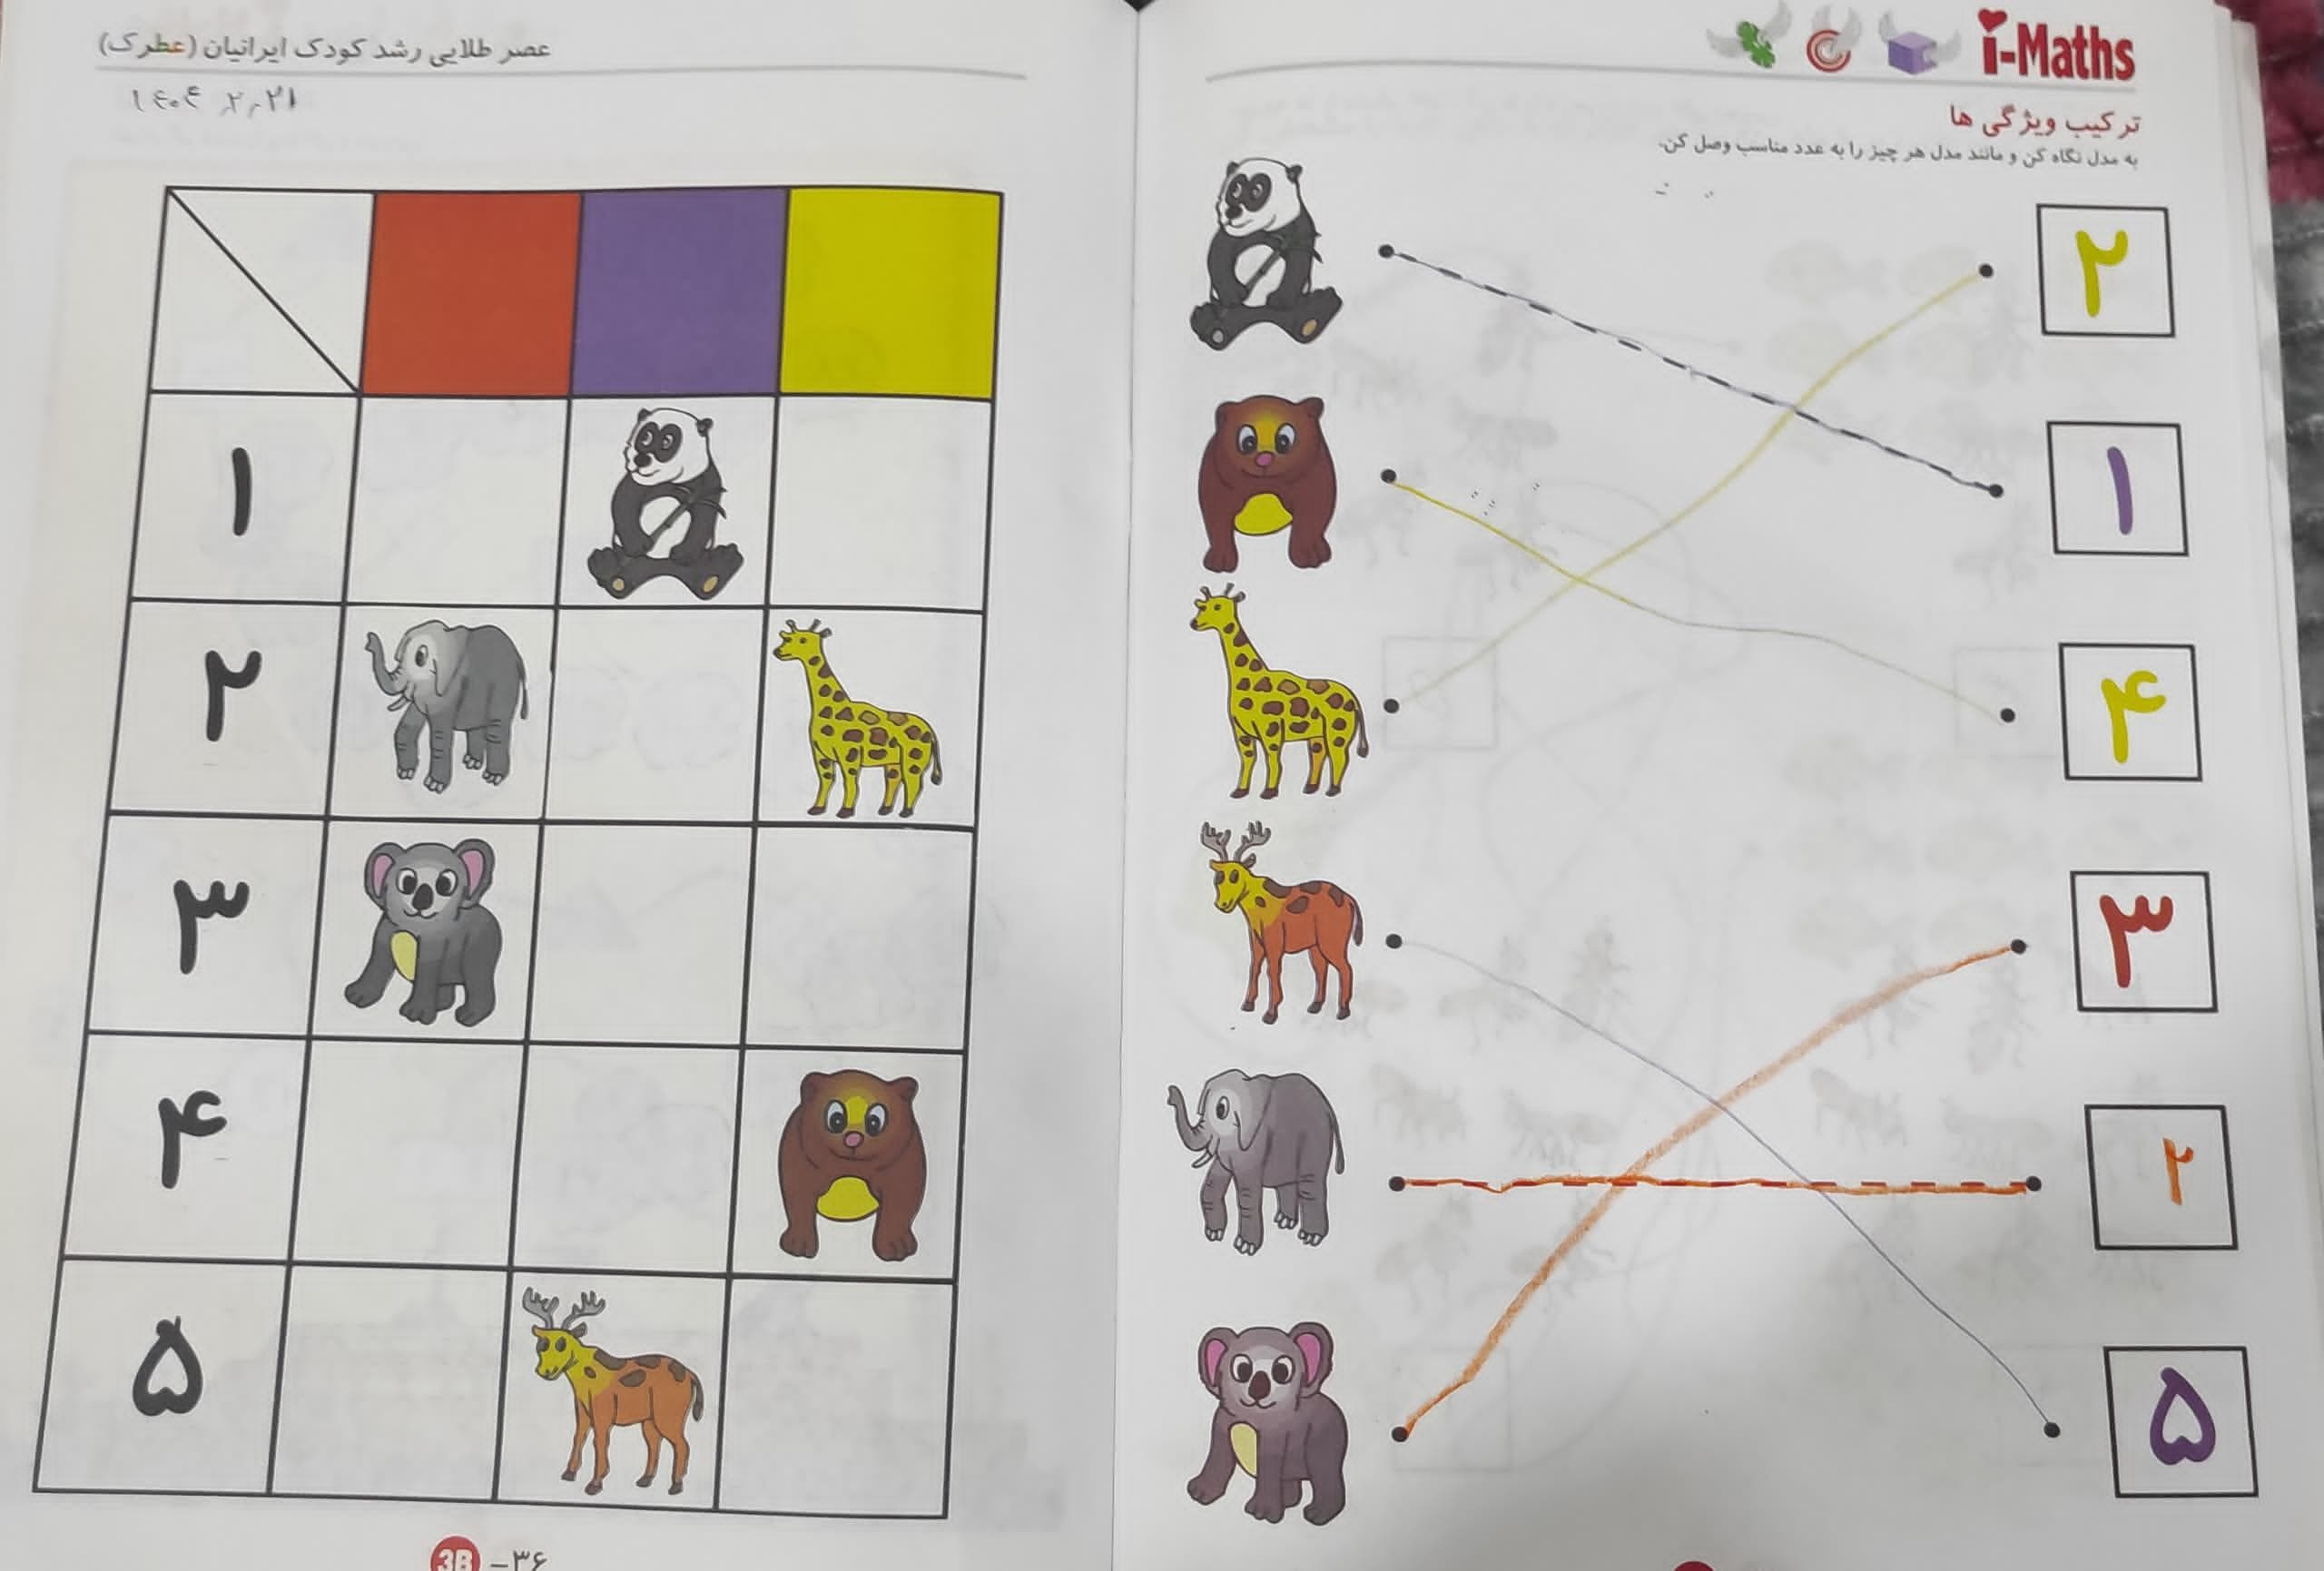 i-Maths
ترکیب ویژگی ها
به مدل نگاه کن و مانند مدل هر چیز را به عدد مناسب وصل کن.
۲
۱
۴
۳
۲
۵
عصر طلایی رشد کودک ایرانیان (عطرک)
۱۴۰۴ ,۲, ۲۱
۱
۲
۳
۴
۵
3B –۳۶